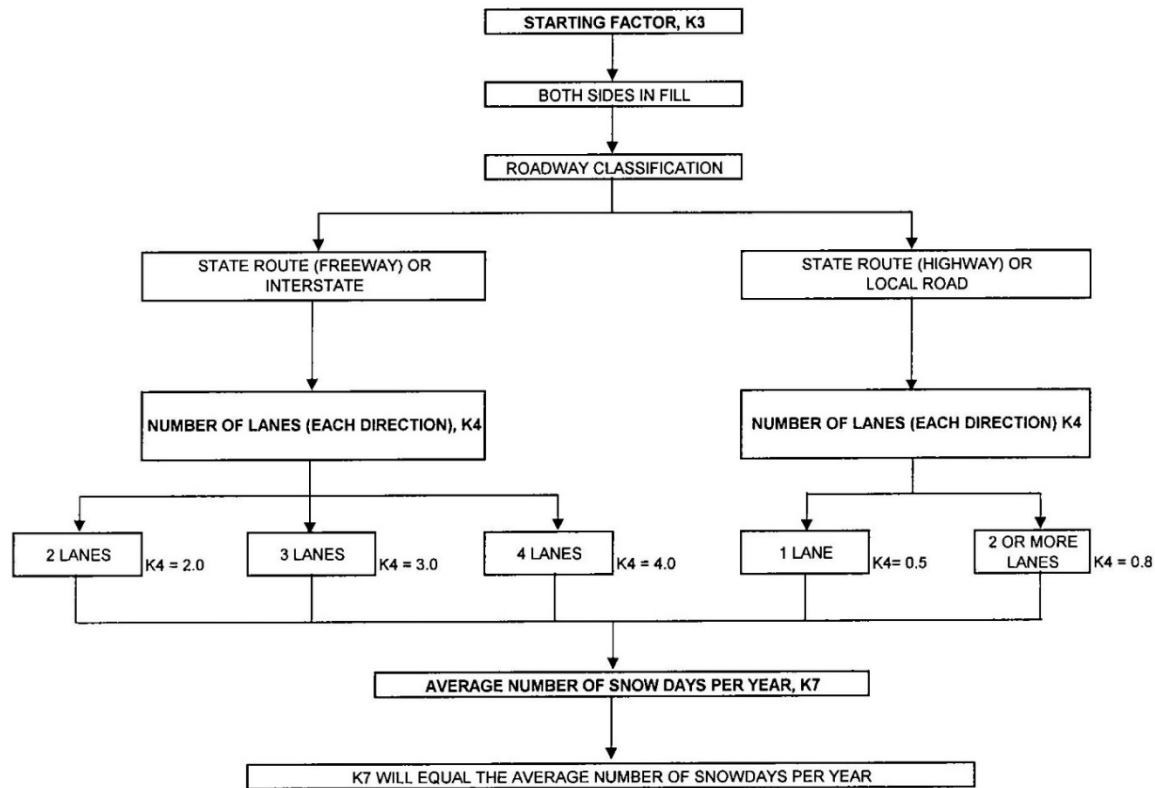 STARTING FACTOR, K3
BOTH SIDES IN FILL
ROADWAY CLASSIFICATION
STATE ROUTE (FREEWAY) OR
INTERSTATE
STATE ROUTE (HIGHWAY) OR
LOCAL ROAD
NUMBER OF LANES (EACH DIRECTION), K4
NUMBER OF LANES (EACH DIRECTION) K4
2 LANES
K4 = 2.0
3 LANES
K4 = 3.0
4 LANES
K4 = 4.0
1 LANE
K4= 0.5
2 OR MORE
LANES
K4 = 0.8
AVERAGE NUMBER OF SNOW DAYS PER YEAR, K7
K7 WILL EQUAL THE AVERAGE NUMBER OF SNOWDAYS PER YEAR